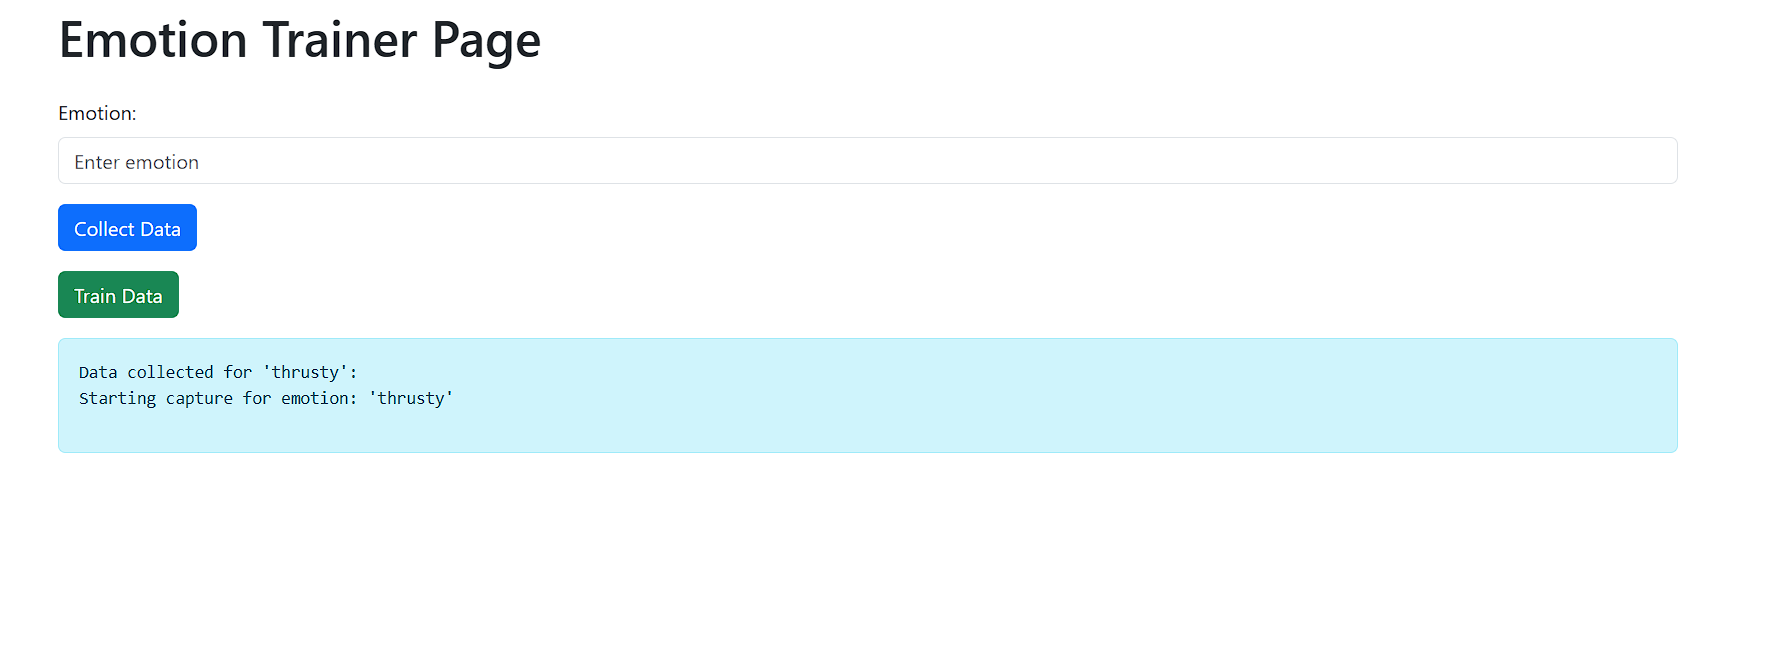 Emotion Trainer Page
Emotion:
Enter emotion
Collect Data
Train Data
Data collected for 'thrusty':
Starting capture for emotion: 'thrusty'